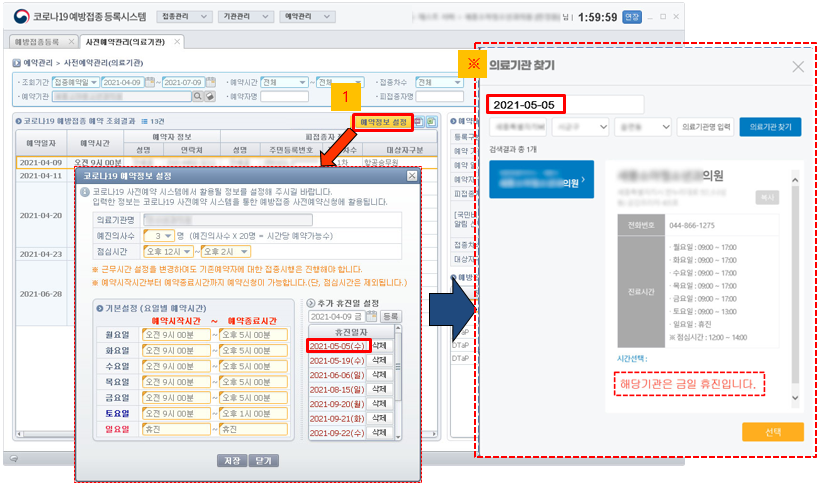 코로나19 예방접종 등록시스템
접종관리
기관관리
예약관리
님 | 1:59:59 연장
예방접종등록
사전예약관리(의료기관)
예약관리 > 사전예약관리(의료기관)
· 조회기간 접종예약일 2021-04-09 ~ 2021-07-09 · 예약시간 전체 ~ 전체 · 접종차수 전체
· 예약기관 · 예약자명 · 피접종자명
1
코로나19 예방접종 예약 조회결과 13건
예약정보 설정
예약일자 예약시간 예약자 정보 피접종자
성명 연락처 성명 주민등록번호 차수 대상자구분
2021-04-09 오전 9시 00분 1차 항공승무원
2021-04-11
2021-04-20
2021-04-23
2021-06-28
코로나19 예약정보 설정
코로나19 사전예약 시스템에서 활용될 정보를 설정해 주시길 바랍니다.
입력한 정보는 코로나19 사전예약 시스템을 통한 예방접종 사전예약신청에 활용됩니다.
의료기관명
예진의사수 3 명 (예진의사수 X 20명 = 시간당 예약가능수)
점심시간 오후 12시 ~ 오후 2시
※ 근무시간 설정을 변경하여도 기존예약자에 대한 접종시행은 진행해야 합니다.
※ 예약시작시간부터 예약종료시간까지 예약신청이 가능합니다.(단, 점심시간은 제외됩니다.)
기본설정 (요일별 예약시간)
예약시작시간 ~ 예약종료시간
월요일 오전 9시 00분 ~ 오후 5시 00분
화요일 오전 9시 00분 ~ 오후 5시 00분
수요일 오전 9시 00분 ~ 오후 5시 00분
목요일 오전 9시 00분 ~ 오후 5시 00분
금요일 오전 9시 00분 ~ 오후 5시 00분
토요일 오전 9시 00분 ~ 오후 1시 00분
일요일 휴진 ~ 휴진
추가 휴진일 설정
2021-04-09 금 등록
휴진일자
2021-05-05(수) 삭제
2021-05-19(수) 삭제
2021-06-06(일) 삭제
2021-08-15(일) 삭제
2021-09-20(월) 삭제
2021-09-21(화) 삭제
2021-09-22(수) 삭제
저장 닫기
DTaP
DTaP
※
의료기관 찾기
2021-05-05
의료기관명 입력
의료기관 찾기
검색결과 총 1개
의원
의원
복사
전화번호 044-866-1275
진료시간
· 월요일 : 09:00 ~ 17:00
· 화요일 : 09:00 ~ 17:00
· 수요일 : 09:00 ~ 17:00
· 목요일 : 09:00 ~ 17:00
· 금요일 : 09:00 ~ 17:00
· 토요일 : 09:00 ~ 13:00
· 일요일 : 휴진
※ 점심시간 : 12:00 ~ 14:00
시간선택 :
해당기관은 금일 휴진입니다.
선택